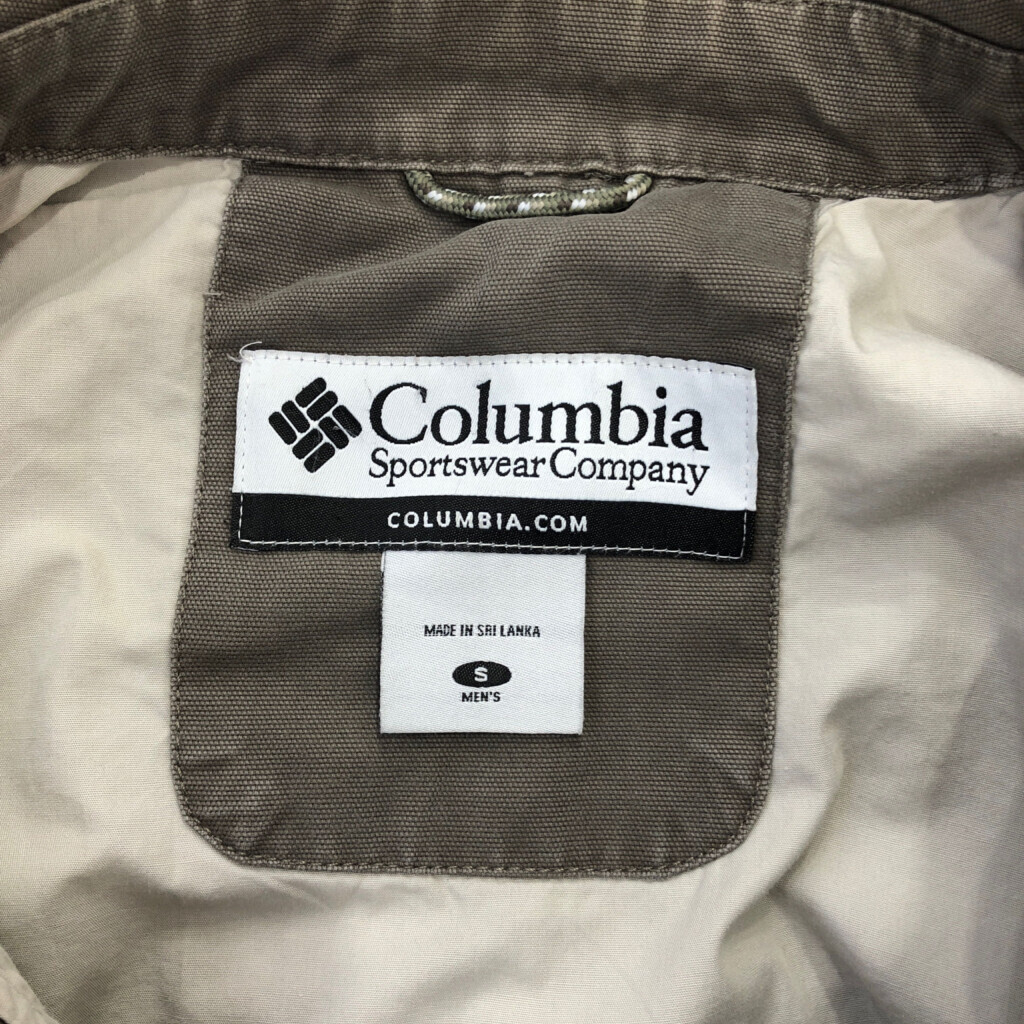 Columbia
Sportswear Company
COLUMBIA.COM
MADE IN SRI LANKA
S
MEN'S